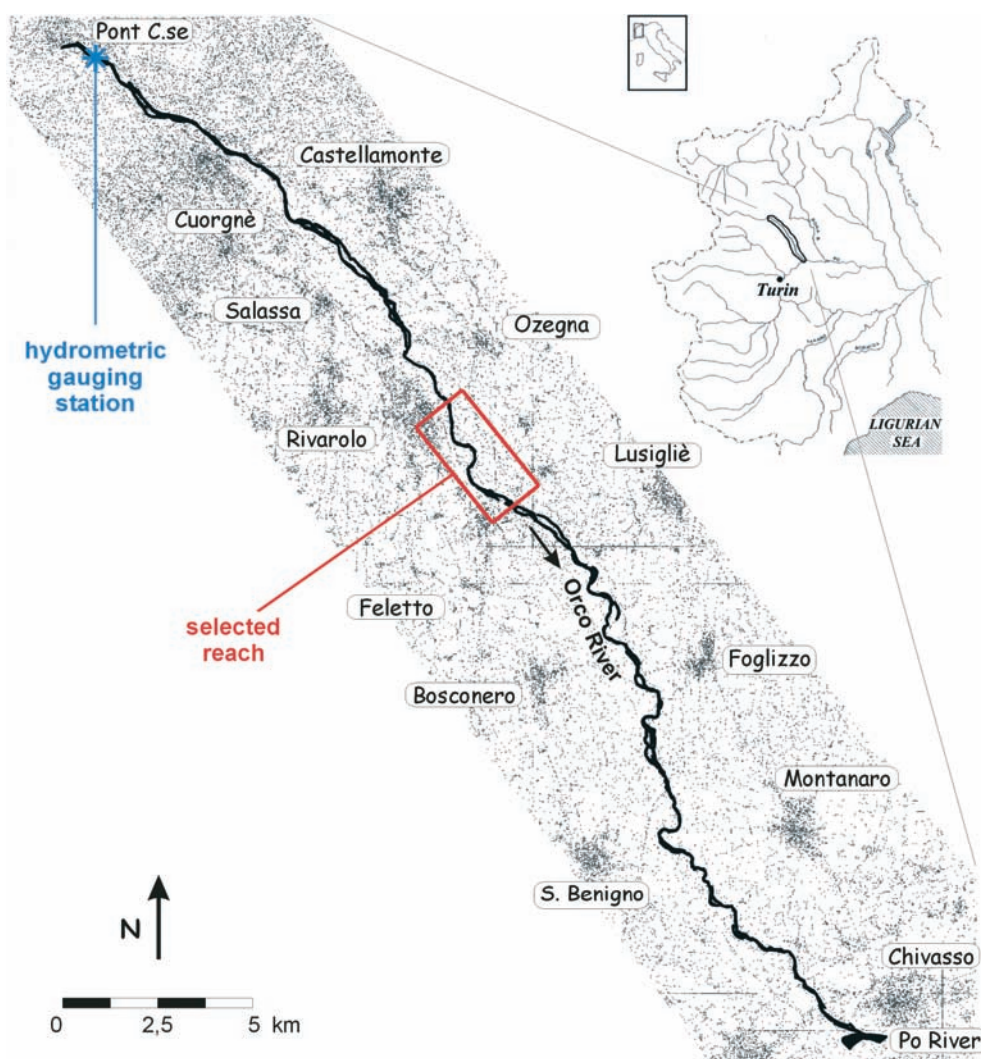 Pont C.se
Castellamonte
Cuorgnè
Turin
Salassa
Ozegna
hydrometric
gauging
station
LIGURIAN
SEA
Rivarolo
Lusigliè
selected
reach
Feletto
Orco River
Foglizzo
Bosconero
Montanaro
S. Benigno
N
Chivasso
0 2,5 5 km
Po River